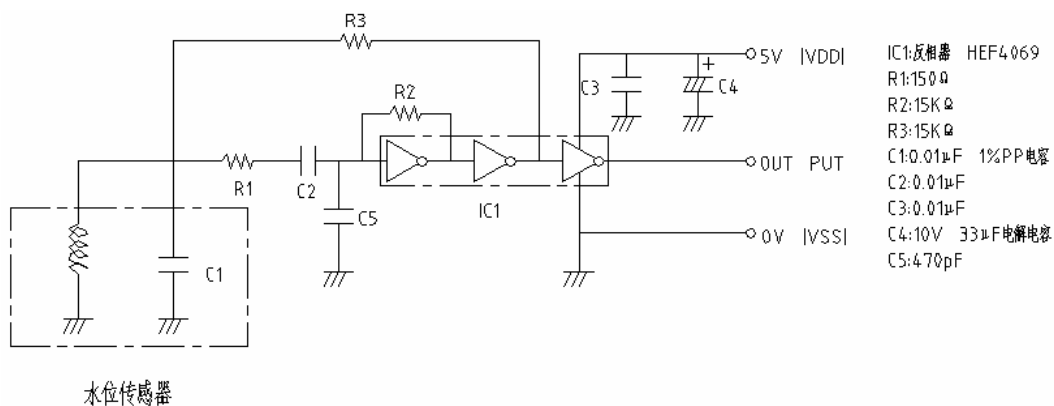 R3
R2
R1
C2
C5
IC1
C1
水位传感器
C3
C4
+
5V |VDD|
OUT PUT
0V |VSS|
IC1:反相器 HEF4069
R1:150Ω
R2:15KΩ
R3:15KΩ
C1:0.01μF 1%PP电容
C2:0.01μF
C3:0.01μF
C4:10V 33μF电解电容
C5:470pF